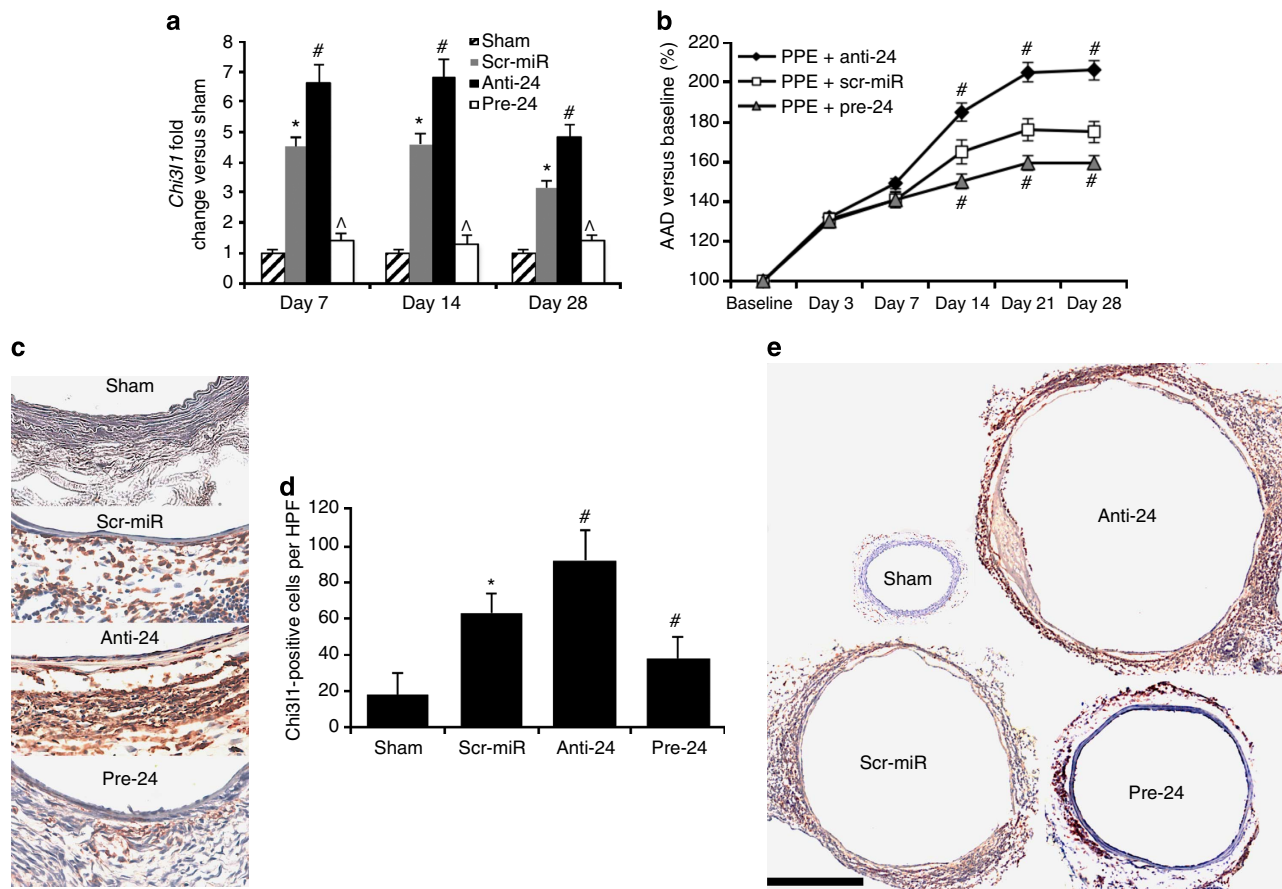 a
Chi3l1 fold
change versus sham
8
7
6
5
4
3
2
1
0
Sham
Scr-miR
Anti-24
Pre-24
* # ^
* # ^
* # ^
Day 7 Day 14 Day 28
b
AAD versus baseline (%)
220
200
180
160
140
120
100
PPE + anti-24
PPE + scr-miR
PPE + pre-24
# # #
# # #
Baseline Day 3 Day 7 Day 14 Day 21 Day 28
c
Sham
Scr-miR
Anti-24
Pre-24
d
Chi3l1-positive cells per HPF
120
100
80
60
40
20
0
* # #
Sham Scr-miR Anti-24 Pre-24
e
Anti-24
Sham
Scr-miR
Pre-24